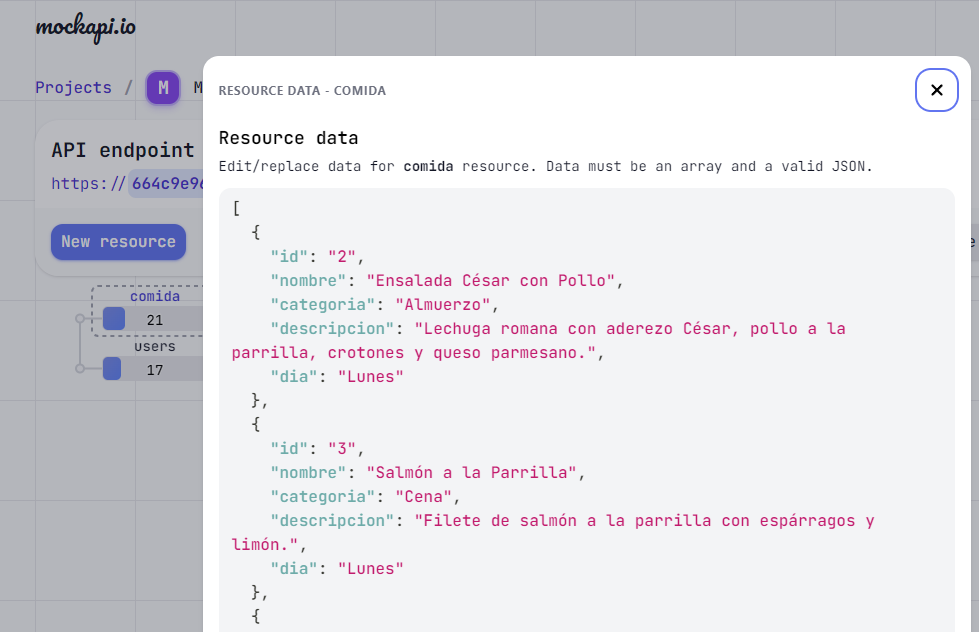 mockapi.io
Projects / M M
API endpoint
https://664c9e96
New resource
comida
21
users
17
RESOURCE DATA - COMIDA
Resource data
Edit/replace data for comida resource. Data must be an array and a valid JSON.
[
{
"id": "2",
"nombre": "Ensalada César con Pollo",
"categoria": "Almuerzo",
"descripcion": "Lechuga romana con aderezo César, pollo a la
parrilla, crotones y queso parmesano.",
"dia": "Lunes"
},
{
"id": "3",
"nombre": "Salmón a la Parrilla",
"categoria": "Cena",
"descripcion": "Filete de salmón a la parrilla con espárragos y
limón.",
"dia": "Lunes"
},
{